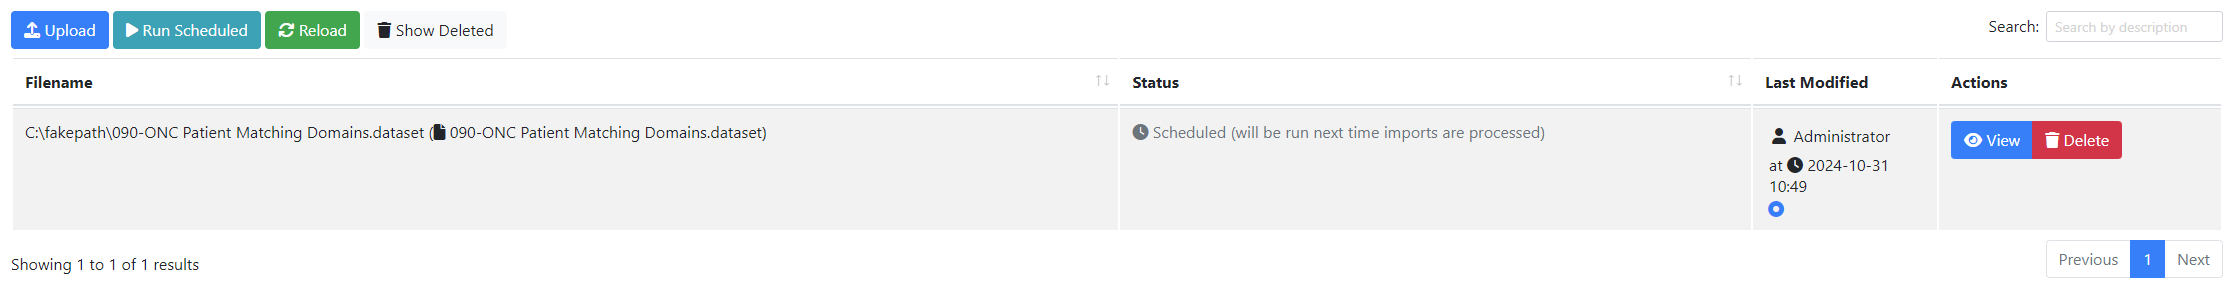 Upload Run Scheduled Reload Show Deleted Search: Search by description
Filename Status Last Modified Actions
C:\fakepath\090-ONC Patient Matching Domains.dataset ( 090-ONC Patient Matching Domains.dataset) Scheduled (will be run next time imports are processed) Administrator View Delete
at 2024-10-31
10:49
Showing 1 to 1 of 1 results Previous 1 Next